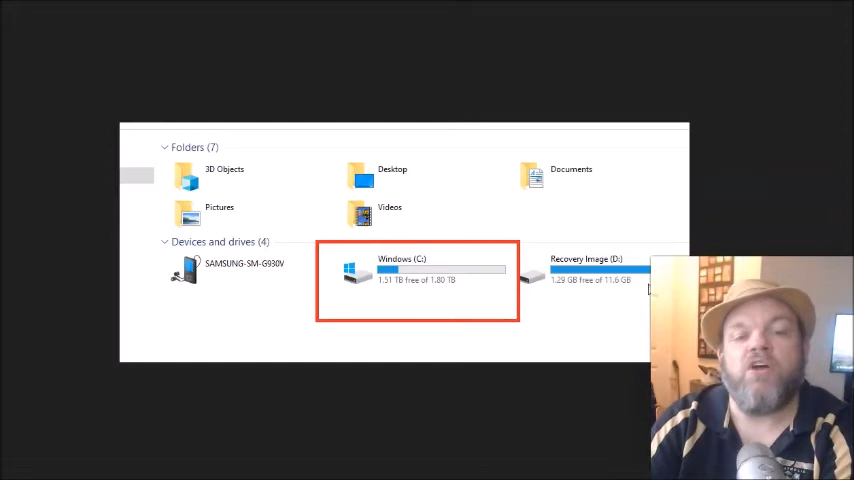 Folders (7)
3D Objects
Desktop
Documents
Pictures
Videos
Devices and drives (4)
SAMSUNG-SM-G930V
Windows (C:)
1.51 TB free of 1.80 TB
Recovery Image (D:)
1.29 GB free of 11.6 GB